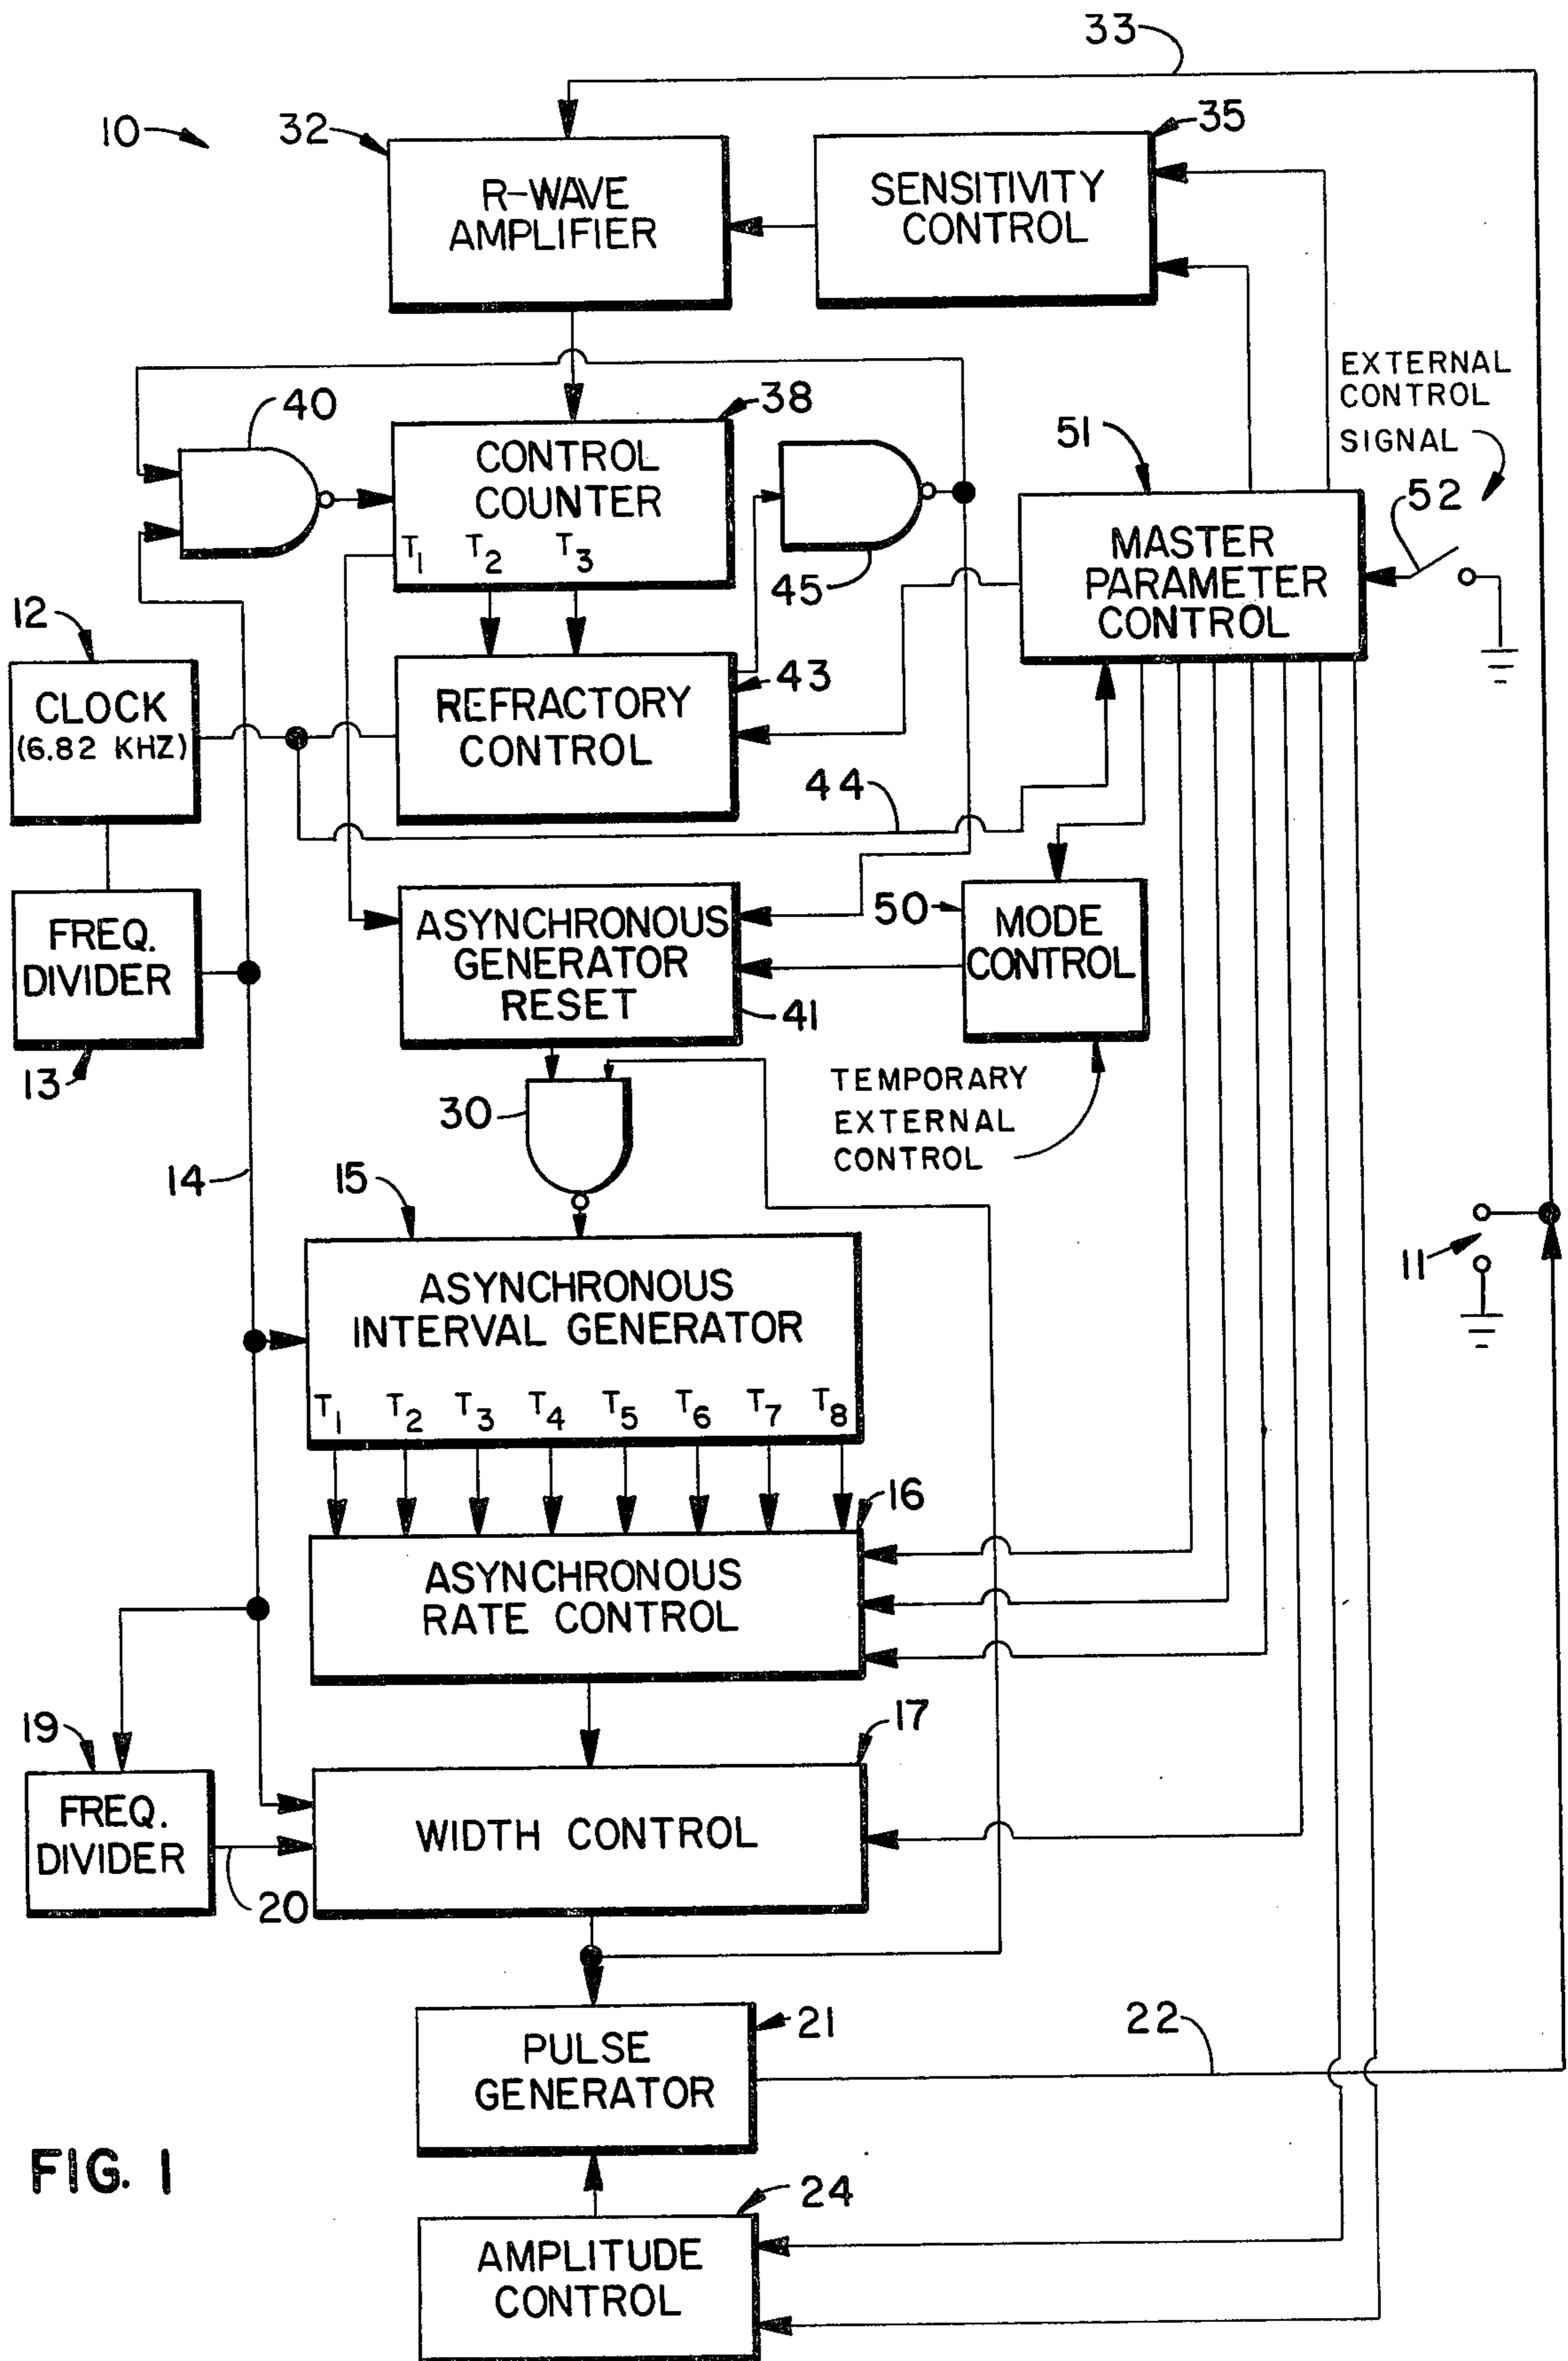 33
10
32
35
R-WAVE
AMPLIFIER
SENSITIVITY
CONTROL
EXTERNAL
CONTROL
SIGNAL
40
38
51
52
CONTROL
COUNTER
T1 T2 T3
45
MASTER
PARAMETER
CONTROL
12
CLOCK
(6.82 KHZ)
REFRACTORY
CONTROL
43
44
FREQ.
DIVIDER
13
ASYNCHRONOUS
GENERATOR
RESET
41
50
MODE
CONTROL
TEMPORARY
EXTERNAL
CONTROL
30
14
15
11
ASYNCHRONOUS
INTERVAL GENERATOR
T1 T2 T3 T4 T5 T6 T7 T8
16
ASYNCHRONOUS
RATE CONTROL
19
17
FREQ.
DIVIDER
20
WIDTH CONTROL
21
22
PULSE
GENERATOR
FIG. 1
24
AMPLITUDE
CONTROL